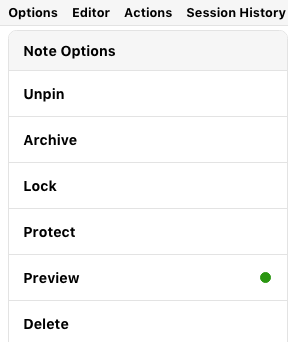 Options Editor Actions Session History
Note Options
Unpin
Archive
Lock
Protect
Preview
Delete